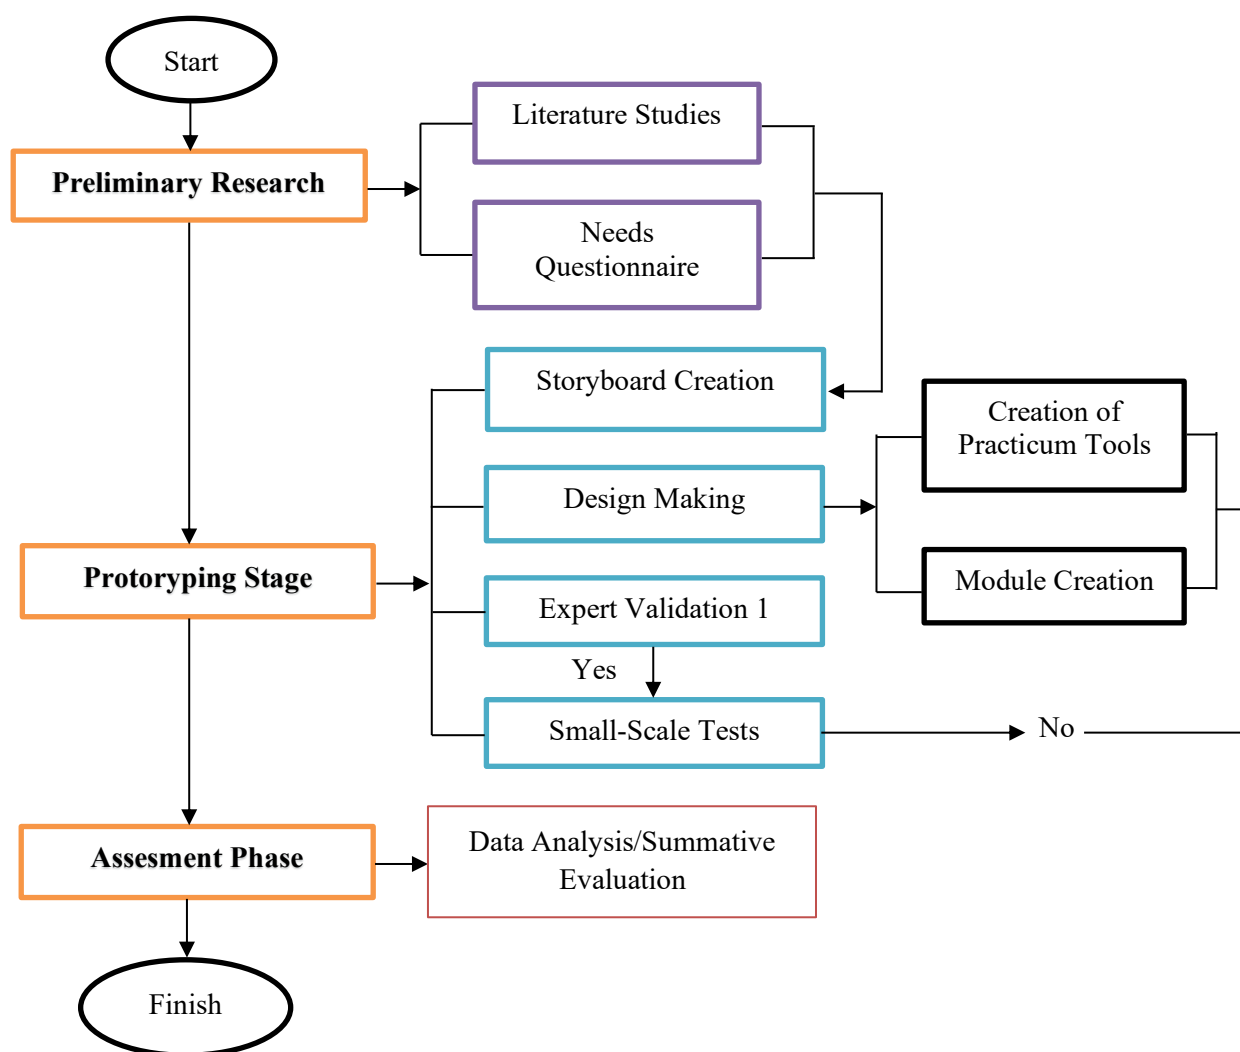 Start
Preliminary Research
Literature Studies
Needs
Questionnaire
Storyboard Creation
Creation of
Practicum Tools
Design Making
Protoryping Stage
Module Creation
Expert Validation 1
Yes
Small-Scale Tests
No
Assesment Phase
Data Analysis/Summative
Evaluation
Finish